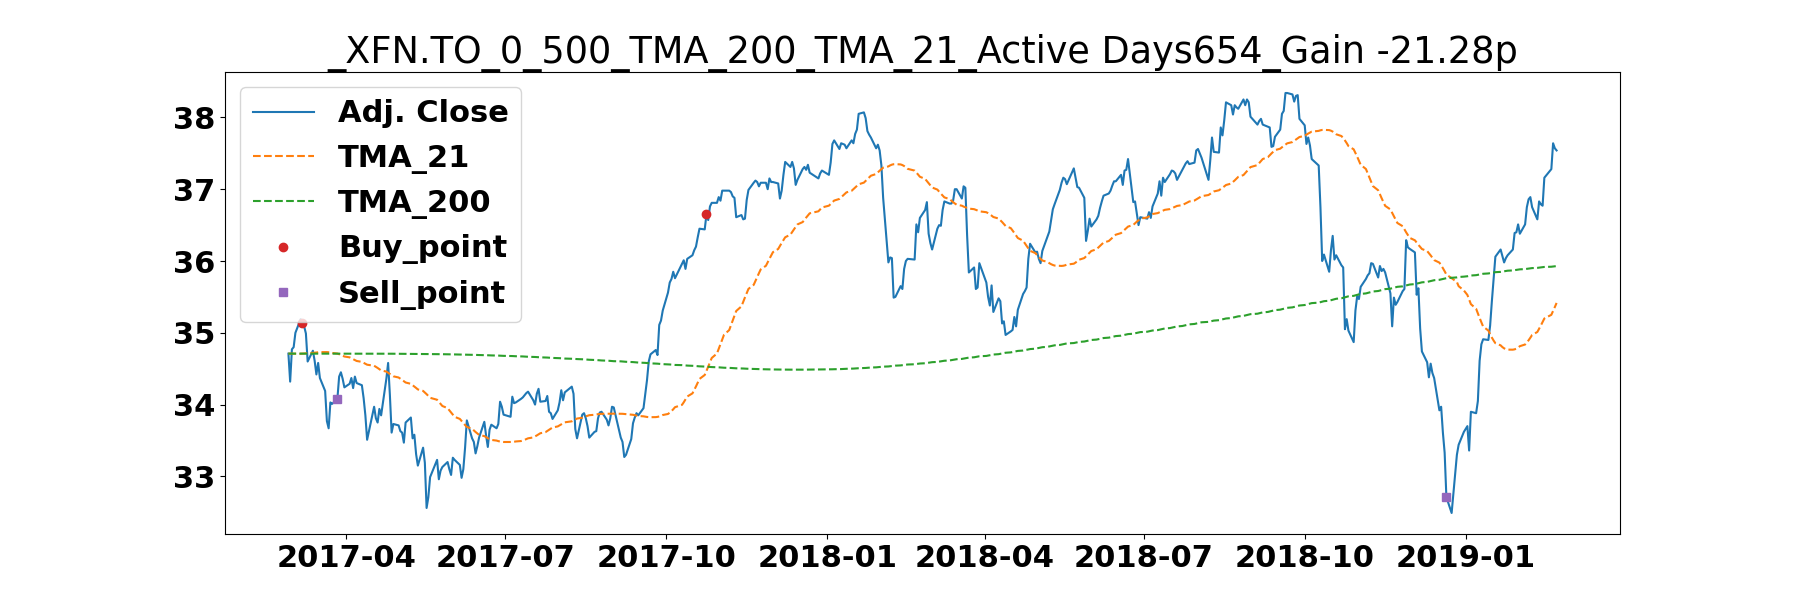 _XFN.TO_0_500_TMA_200_TMA_21_Active Days654_Gain -21.28p
Adj. Close
TMA_21
TMA_200
Buy_point
Sell_point
38
37
36
35
34
33
2017-04 2017-07 2017-10 2018-01 2018-04 2018-07 2018-10 2019-01